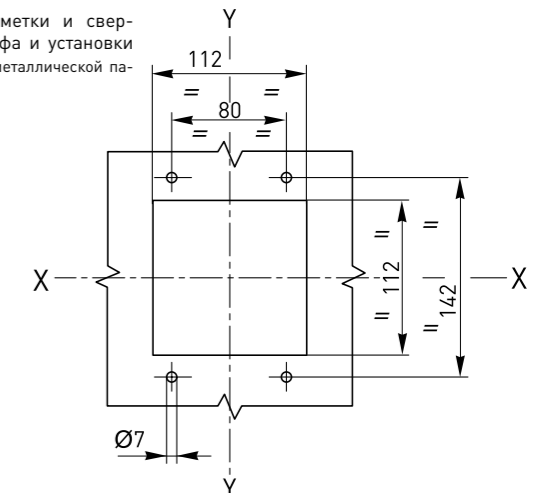 метки и свер-
фа и установки
металлической па-
Y
112
= =
80
= =
X X
= =
112
142
= =
Ø7
Y